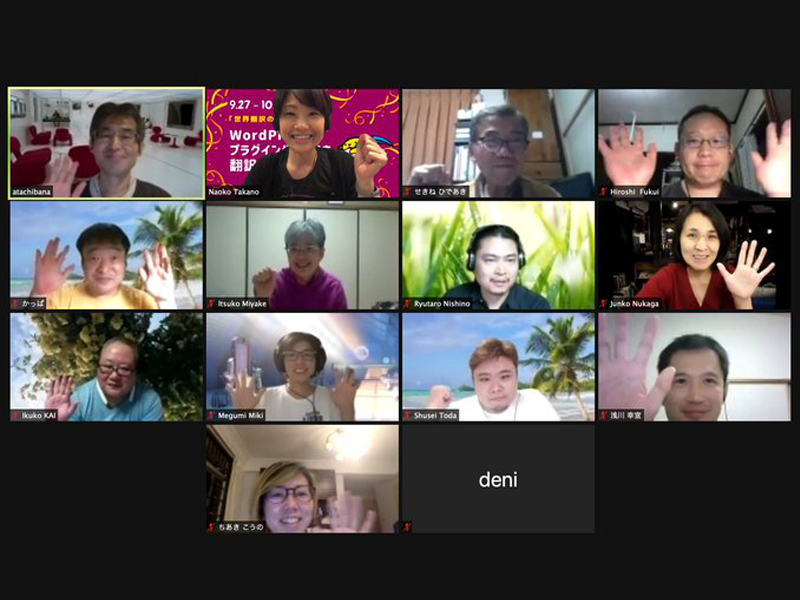 9.27 – 10
「世界翻訳の
WordPr
プラグイン
翻訳
atachibana
Naoko Takano
せきね ひであき
Hiroshi Fukui
かっぱ
Itsuko Miyake
Ryutaro Nishino
Junko Nukaga
Ikuko KAI
Megumi Miki
Shusei Toda
浅川 幸宣
ちあき こうの
deni